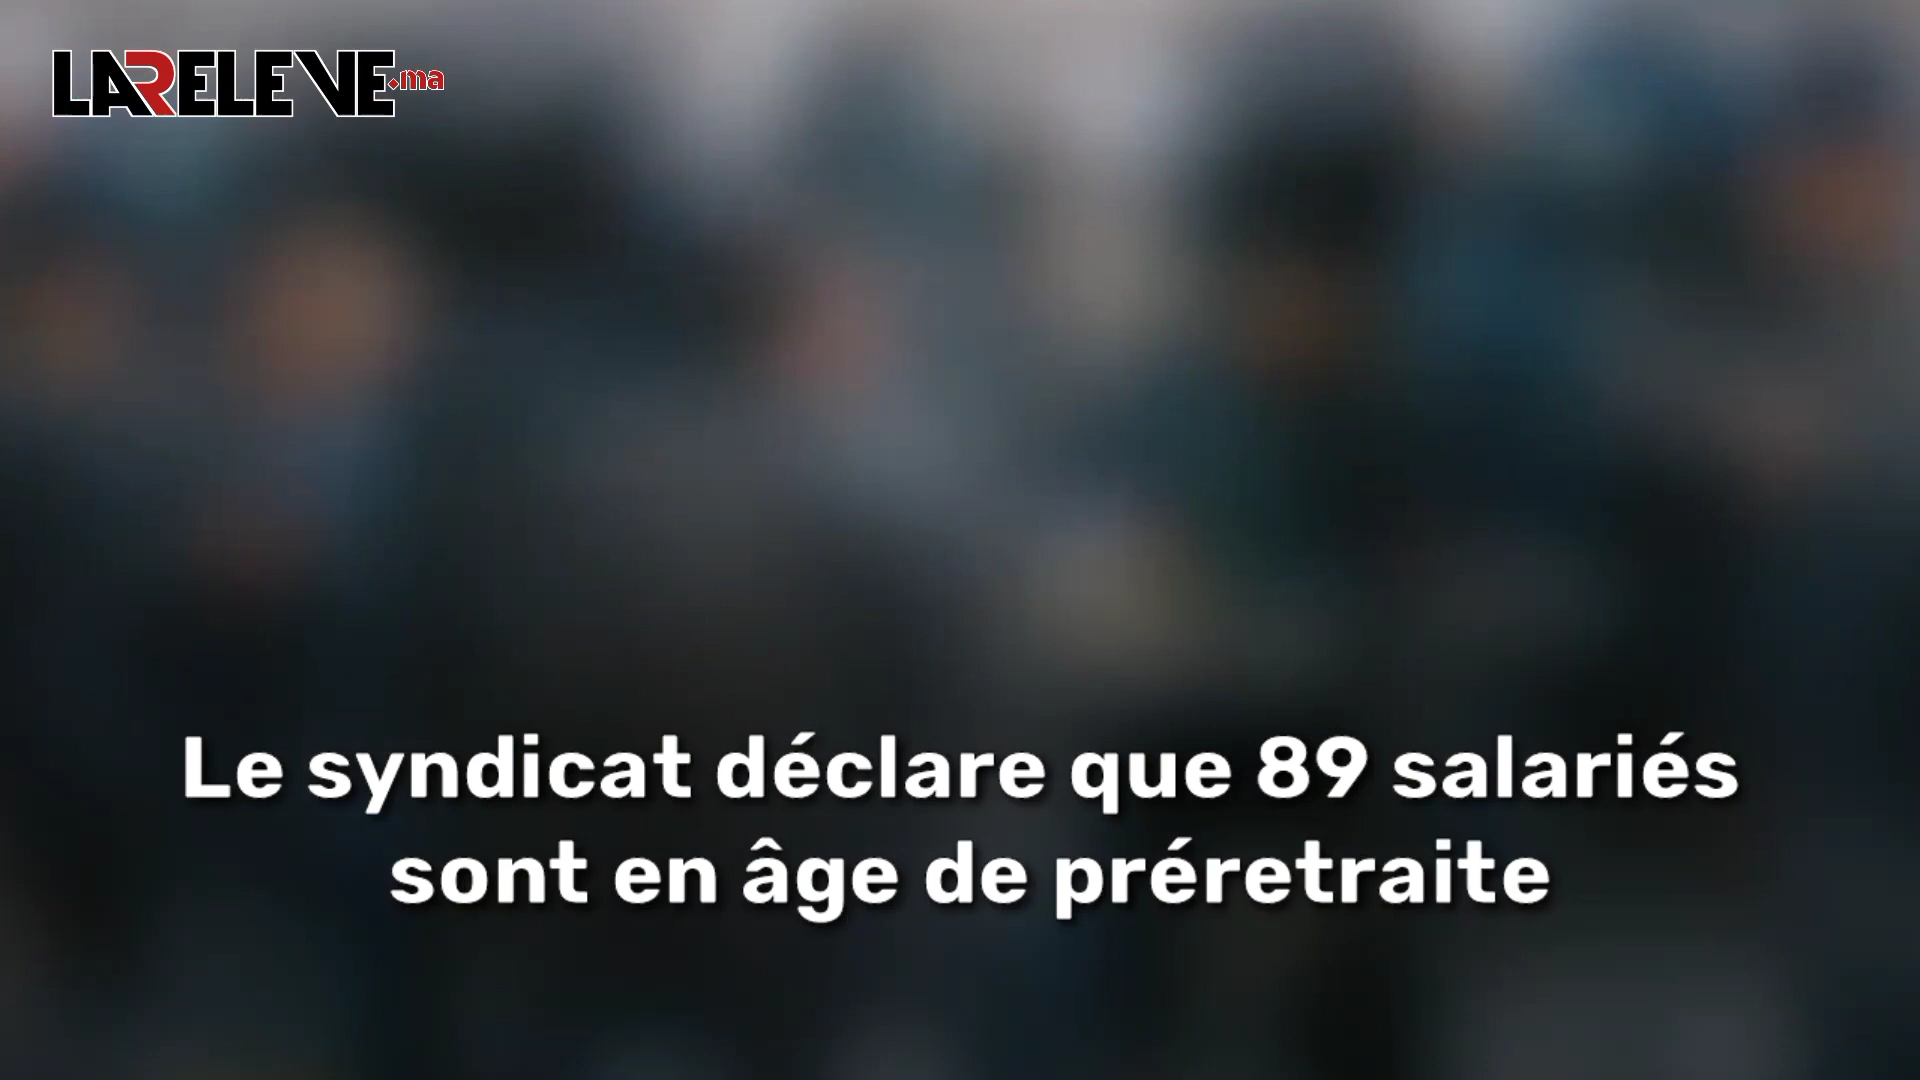 LARELEVE.ma
Le syndicat déclare que 89 salariés
sont en âge de préretraite